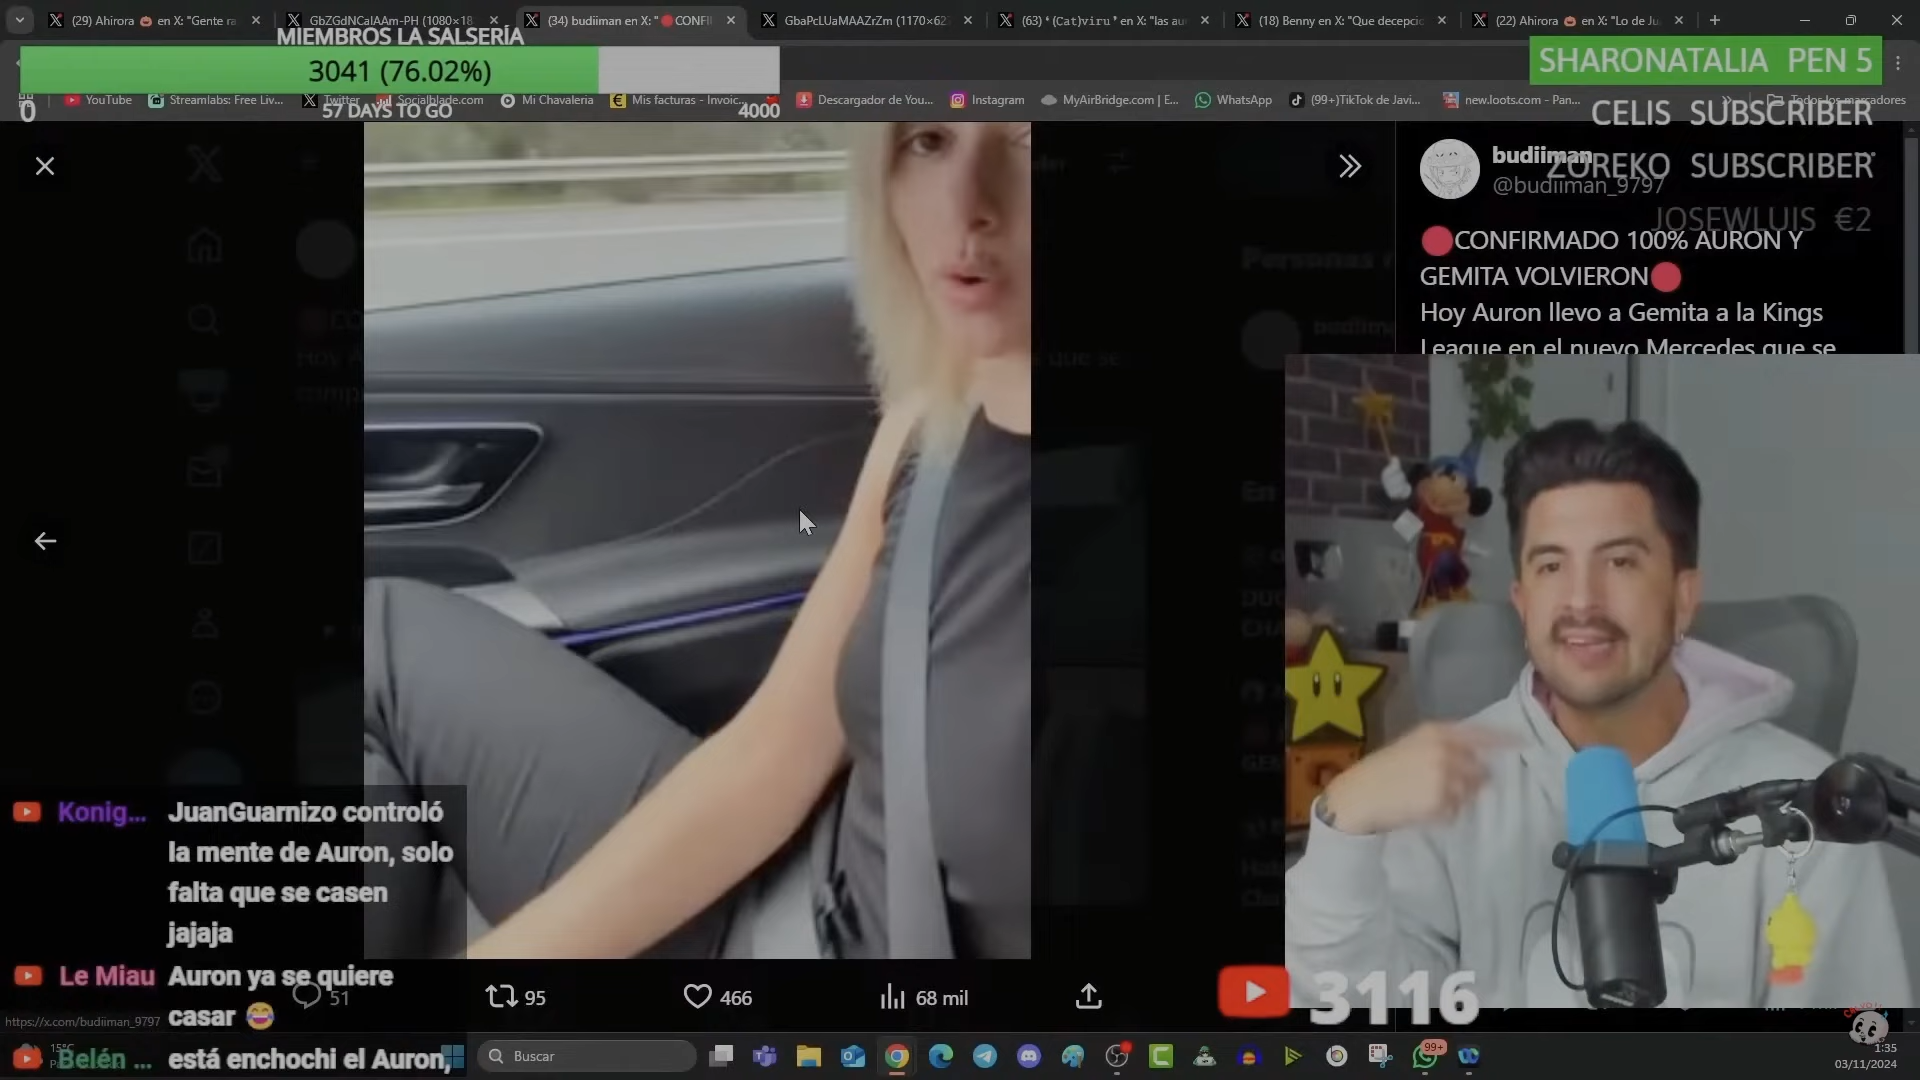 (29) Ahirora 🎃 en X: "Gente ra
GbZGdNCaIAAm-PH (1080×18
(34) budiiman en X: "🔴CONFI
GbaPcLUaMAAZrZm (1170×62
(63) ❛(Cat)viru❜ en X: "las au
(18) Benny en X: "Que decepcio
(22) Ahirora 🎃 en X: "Lo de Ju
MIEMBROS LA SALSERÍA
3041 (76.02%)
0
57 DAYS TO GO
4000
YouTube
Streamlabs: Free Liv...
Twitter
Socialblade.com
Mi Chavaleria
Mis facturas - Invoic...
Descargador de You...
Instagram
MyAirBridge.com | E...
WhatsApp
(99+)TikTok de Javi...
new.loots.com - Pan...
Todos los marcadores
SHARONATALIA PEN 5
CELIS SUBSCRIBER
ZOREKO SUBSCRIBER
JOSEWLUIS €2
budiiman
@budiiman_9797
🔴CONFIRMADO 100% AURON Y
GEMITA VOLVIERON🔴
Hoy Auron llevo a Gemita a la Kings
League en el nuevo Mercedes que se
Konig...
JuanGuarnizo controló
la mente de Auron, solo
falta que se casen
jajaja
Le Miau
Auron ya se quiere
casar 😂
Belén ...
está enchochi el Auron,
51
95
466
68 mil
3116
https://x.com/budiiman_9797
15°C
Buscar
99+
1:35
03/11/2024